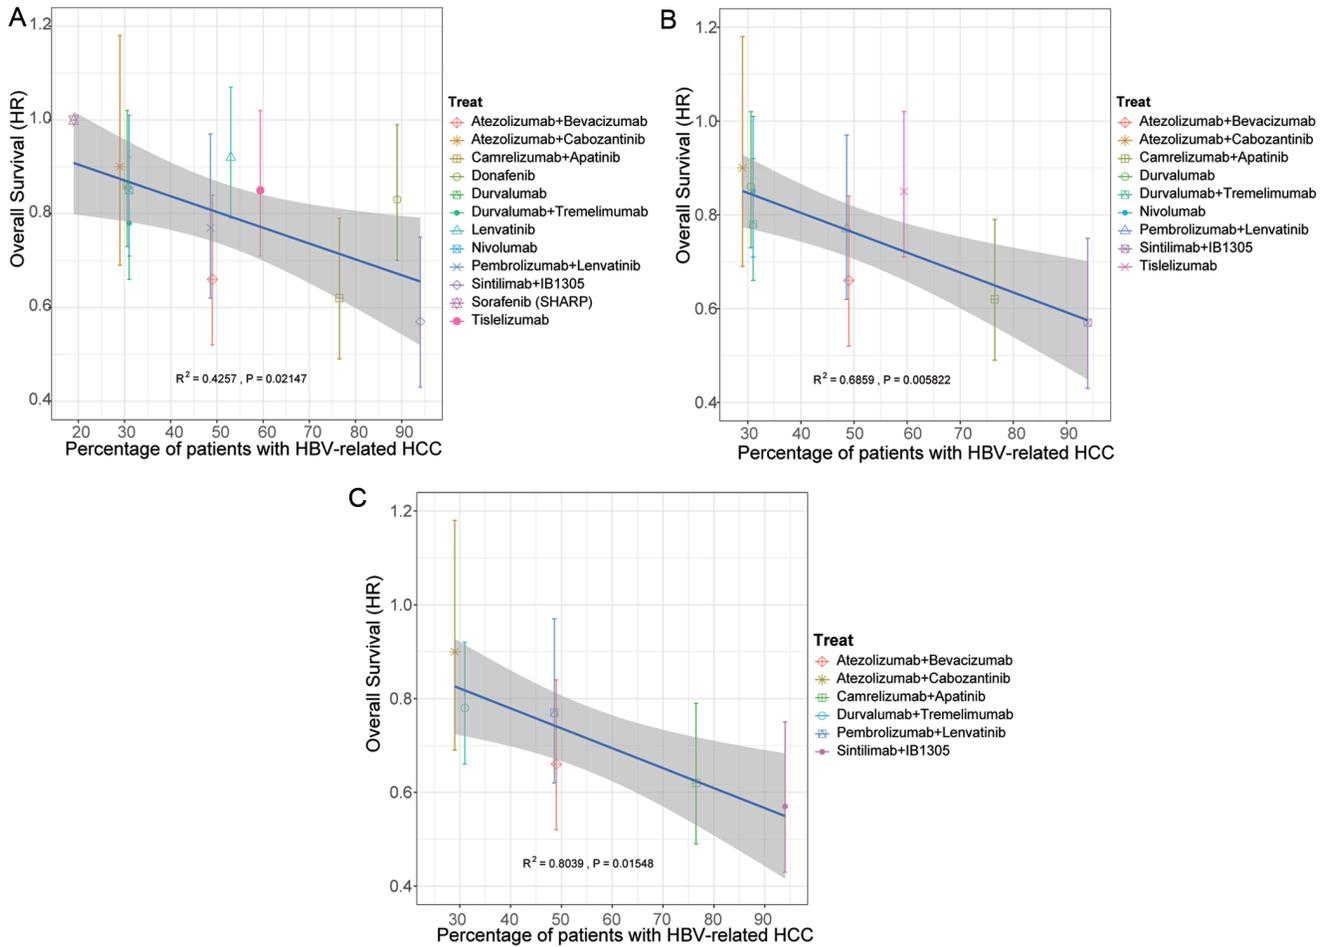 A
Overall Survival (HR)
1.2
1.0
0.8
0.6
0.4
R2 = 0.4257 , P = 0.02147
20 30 40 50 60 70 80 90
Percentage of patients with HBV-related HCC
Treat
Atezolizumab+Bevacizumab
Atezolizumab+Cabozantinib
Camrelizumab+Apatinib
Donafenib
Durvalumab
Durvalumab+Tremelimumab
Lenvatinib
Nivolumab
Pembrolizumab+Lenvatinib
Sintilimab+IB1305
Sorafenib (SHARP)
Tislelizumab
B
Overall Survival (HR)
1.2
1.0
0.8
0.6
0.4
R2 = 0.6859 , P = 0.005822
30 40 50 60 70 80 90
Percentage of patients with HBV-related HCC
Treat
Atezolizumab+Bevacizumab
Atezolizumab+Cabozantinib
Camrelizumab+Apatinib
Durvalumab
Durvalumab+Tremelimumab
Nivolumab
Pembrolizumab+Lenvatinib
Sintilimab+IB1305
Tislelizumab
C
Overall Survival (HR)
1.2
1.0
0.8
0.6
0.4
R2 = 0.8039 , P = 0.01548
30 40 50 60 70 80 90
Percentage of patients with HBV-related HCC
Treat
Atezolizumab+Bevacizumab
Atezolizumab+Cabozantinib
Camrelizumab+Apatinib
Durvalumab+Tremelimumab
Pembrolizumab+Lenvatinib
Sintilimab+IB1305